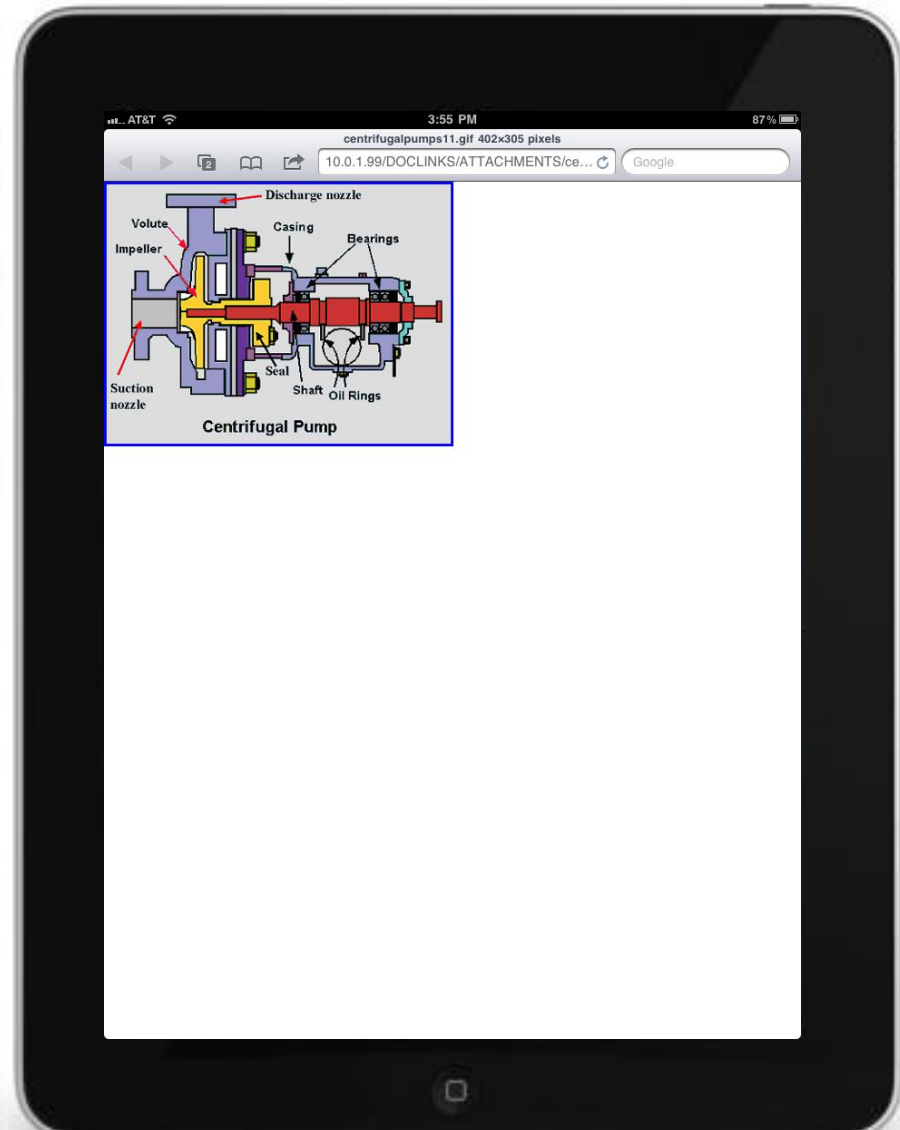 AT&T
3:55 PM
87%
centrifugalpumps11.gif 402×305 pixels
2
10.0.1.99/DOCLINKS/ATTACHMENTS/ce...
Google
Discharge nozzle
Volute
Casing
Bearings
Impeller
Seal
Suction
nozzle
Shaft
Oil Rings
Centrifugal Pump